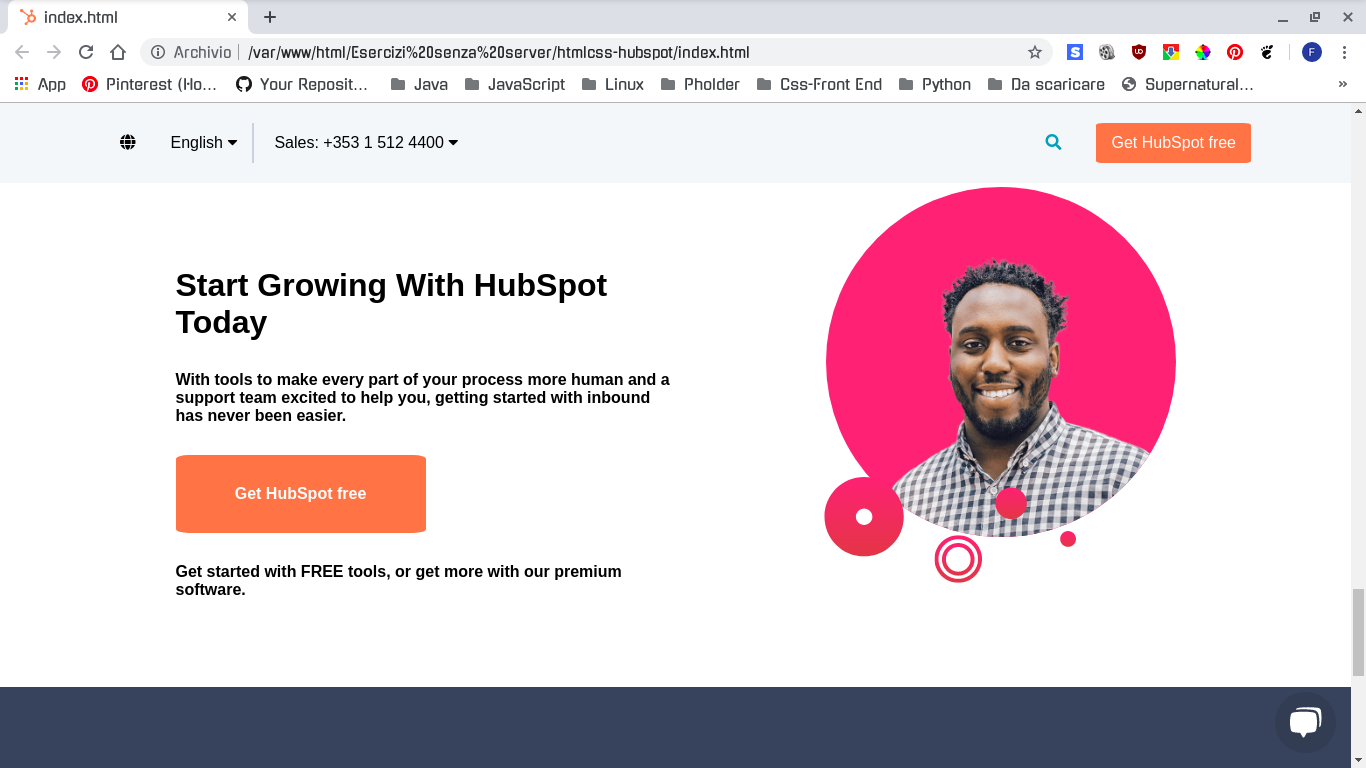 index.html
Archivio /var/www/html/Esercizi%20senza%20server/htmlcss-hubspot/index.html
F
App Pinterest (Ho… Your Reposit… Java JavaScript Linux Pholder Css-Front End Python Da scaricare Supernatural… »
English Sales: +353 1 512 4400 Get HubSpot free
Start Growing With HubSpot
Today
With tools to make every part of your process more human and a
support team excited to help you, getting started with inbound
has never been easier.
Get HubSpot free
Get started with FREE tools, or get more with our premium
software.